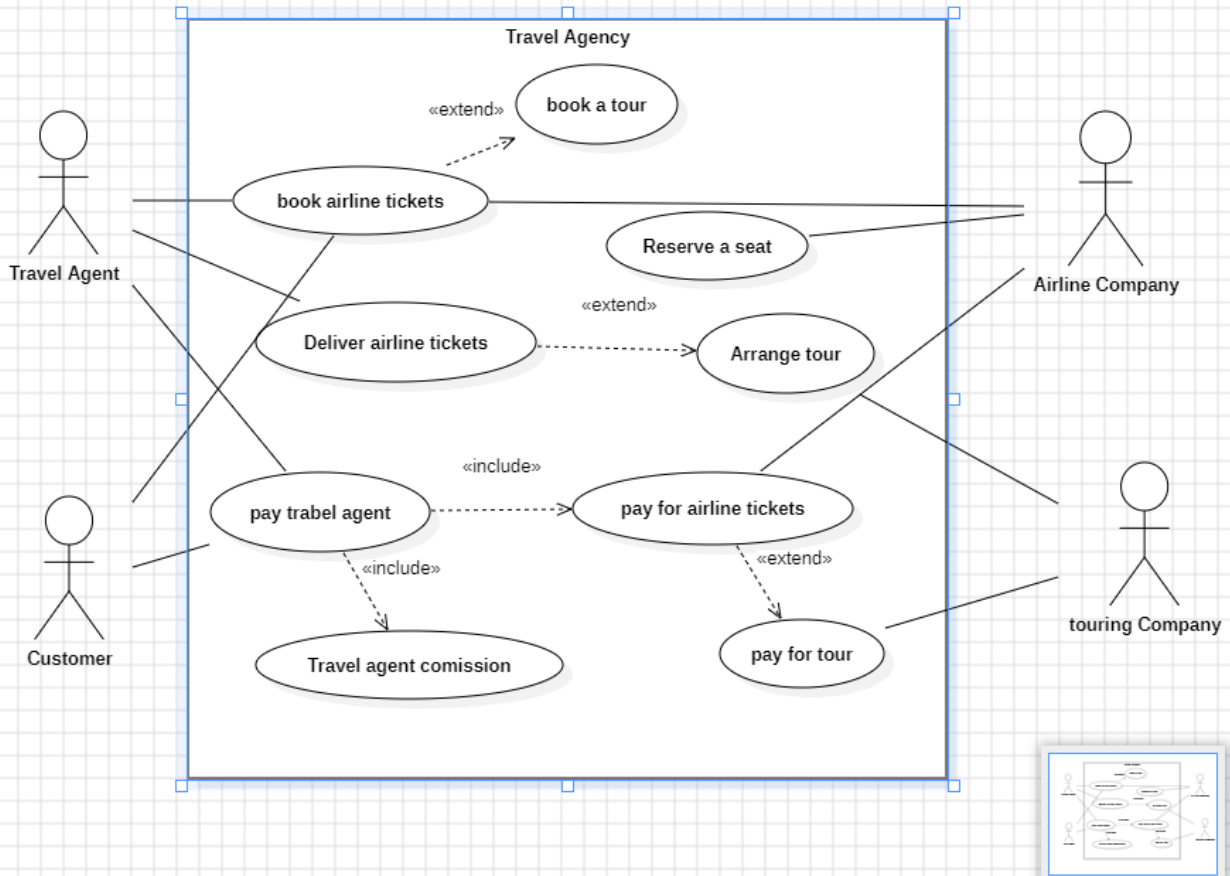 Travel Agency
«extend»
book a tour
book airline tickets
Reserve a seat
Travel Agent
Airline Company
«extend»
Deliver airline tickets
Arrange tour
«include»
pay trabel agent
pay for airline tickets
«extend»
«include»
touring Company
Customer
Travel agent comission
pay for tour